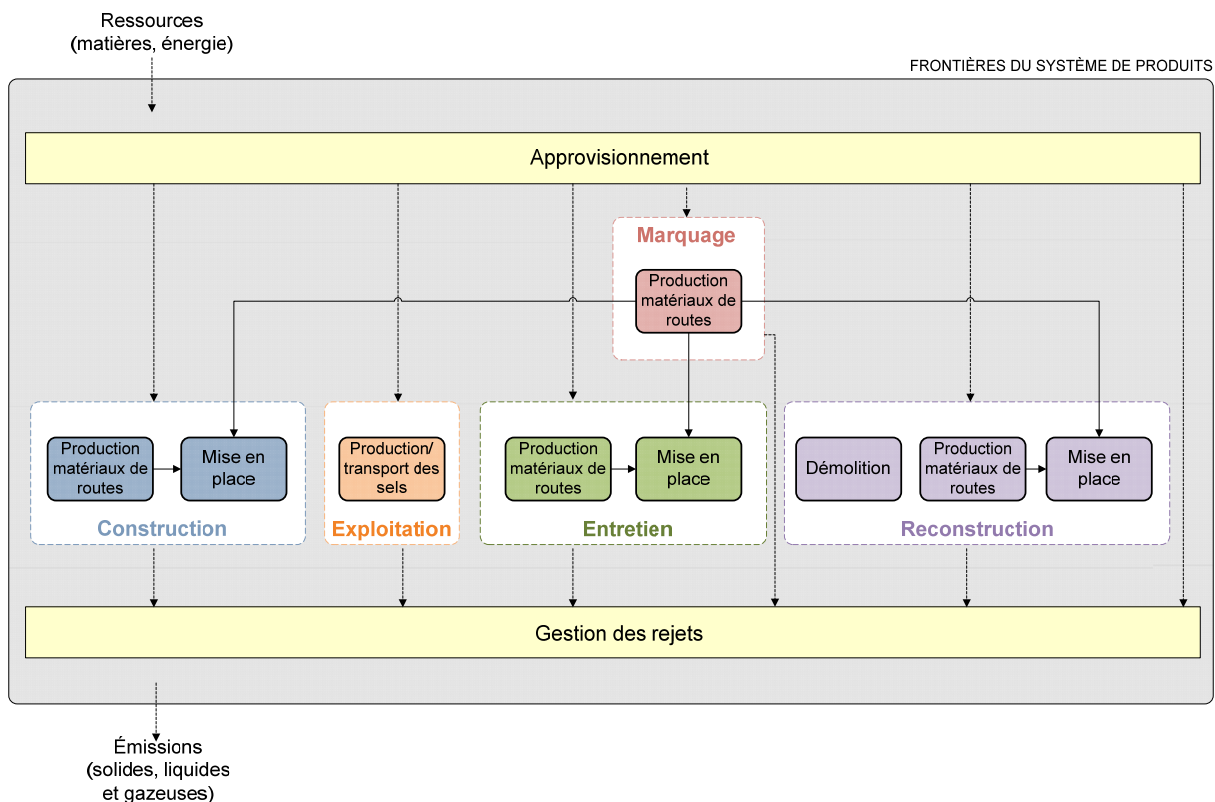 Ressources
(matières, énergie)
FRONTIÈRES DU SYSTÈME DE PRODUITS
Approvisionnement
Marquage
Production
matériaux de
routes
Production
matériaux de
routes
Mise en
place
Construction
Production/
transport des
sels
Exploitation
Production
matériaux de
routes
Mise en
place
Entretien
Démolition
Production
matériaux de
routes
Mise en
place
Reconstruction
Gestion des rejets
Émissions
(solides, liquides
et gazeuses)